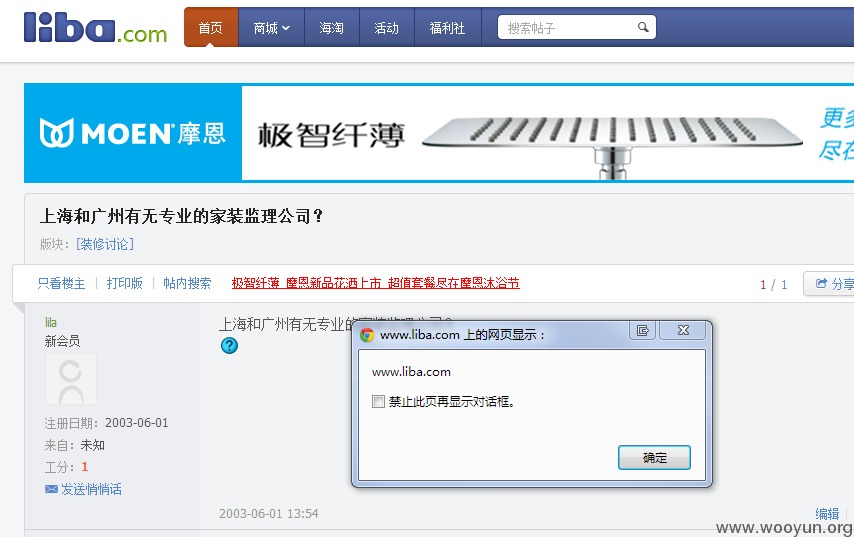 liba.com 首页 商城 海淘 活动 福利社 搜索帖子
MOEN 摩恩 极智纤薄 更多
尽在
上海和广州有无专业的家装监理公司？
版块：[装修讨论]
只看楼主 | 打印版 | 帖内搜索 极智纤薄 摩恩新品花洒上市 超值套餐尽在摩恩沐浴节 1 / 1 分享
lila
新会员
注册日期：2003-06-01
来自：未知
工分：1
发送悄悄话
上海和广州有无专业的家装监理公司？
www.liba.com 上的网页显示：
www.liba.com
禁止此页再显示对话框。
确定
2003-06-01 13:54
编辑
www.wooyun.org